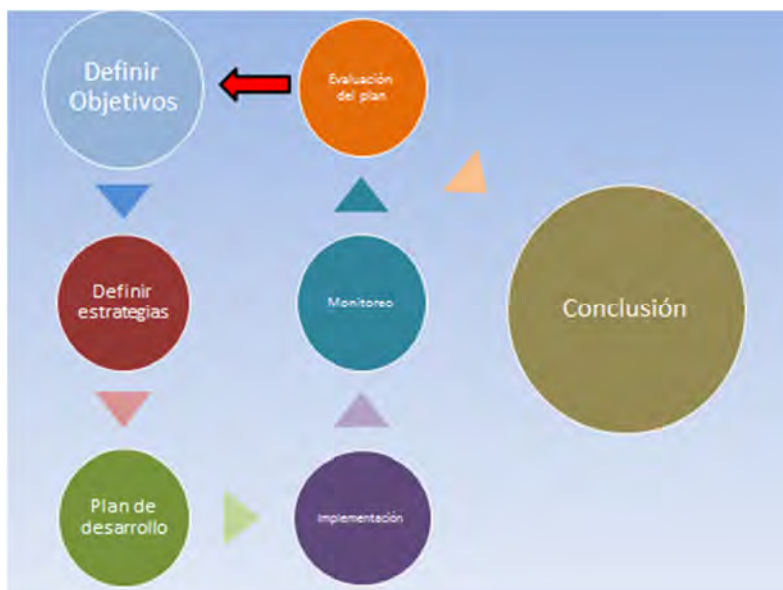 Definir
Objetivos
Evaluación
del plan
Definir
estrategias
Monitoreo
Conclusión
Plan de
desarrollo
Implementación